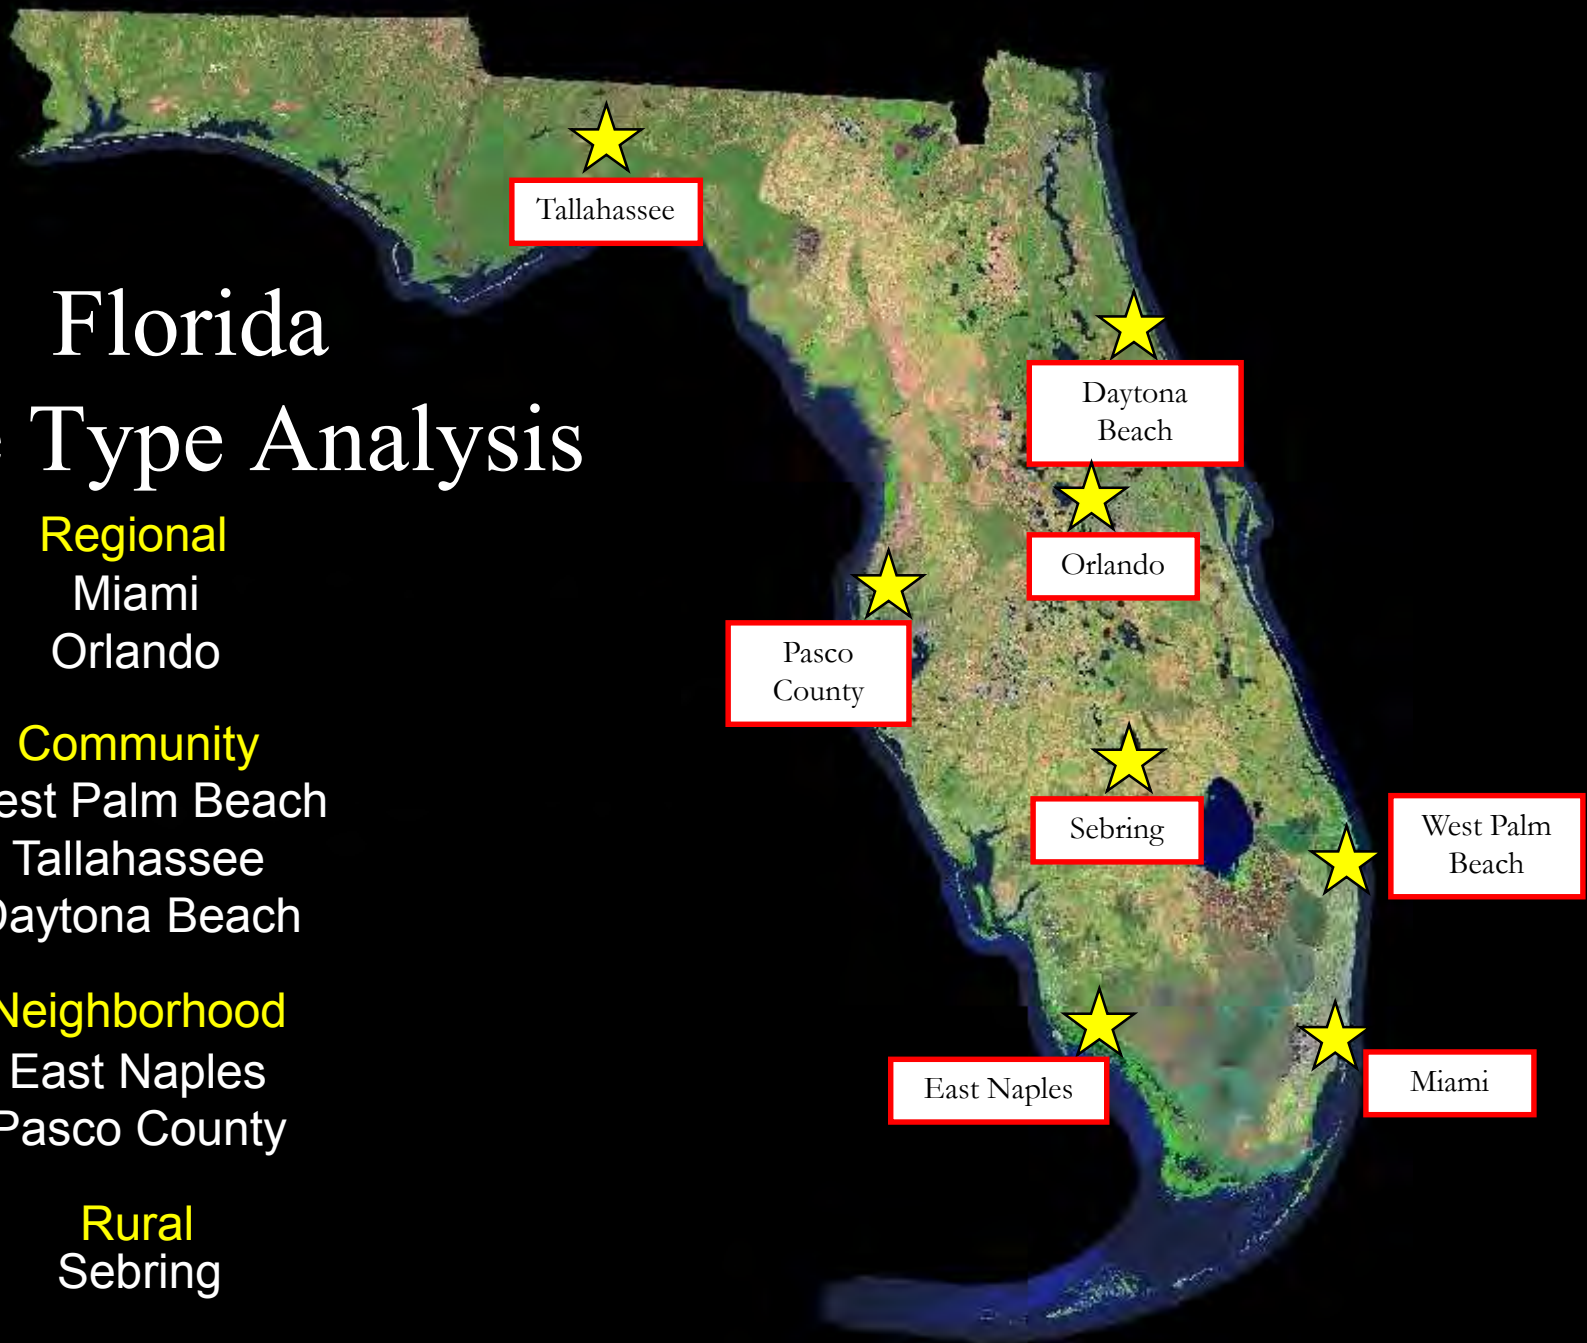 Florida
Type Analysis
Regional
Miami
Orlando
Community
est Palm Beach
Tallahassee
Daytona Beach
Neighborhood
East Naples
Pasco County
Rural
Sebring
Tallahassee
Daytona
Beach
Orlando
Pasco
County
Sebring
West Palm
Beach
East Naples
Miami